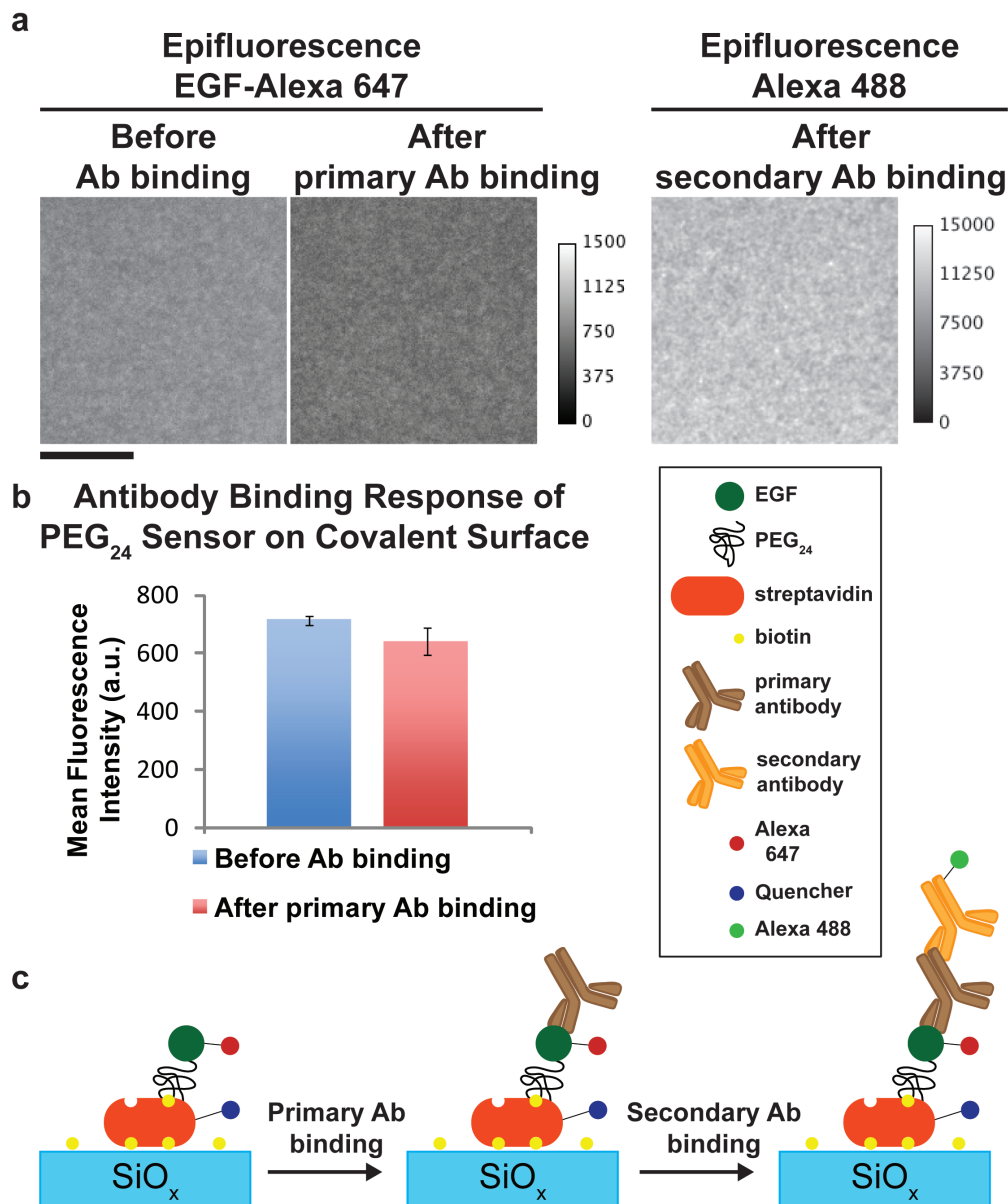 a
Epifluorescence
EGF-Alexa 647
Epifluorescence
Alexa 488
Before
Ab binding
After
primary Ab binding
After
secondary Ab binding
1500
1125
750
375
0
15000
11250
7500
3750
0
b Antibody Binding Response of
PEG24 Sensor on Covalent Surface
Mean Fluorescence
Intensity (a.u.)
800
600
400
200
0
Before Ab binding
After primary Ab binding
EGF
PEG24
streptavidin
biotin
primary
antibody
secondary
antibody
Alexa
647
Quencher
Alexa 488
c
Primary Ab
binding
Secondary Ab
binding
SiOx
SiOx
SiOx